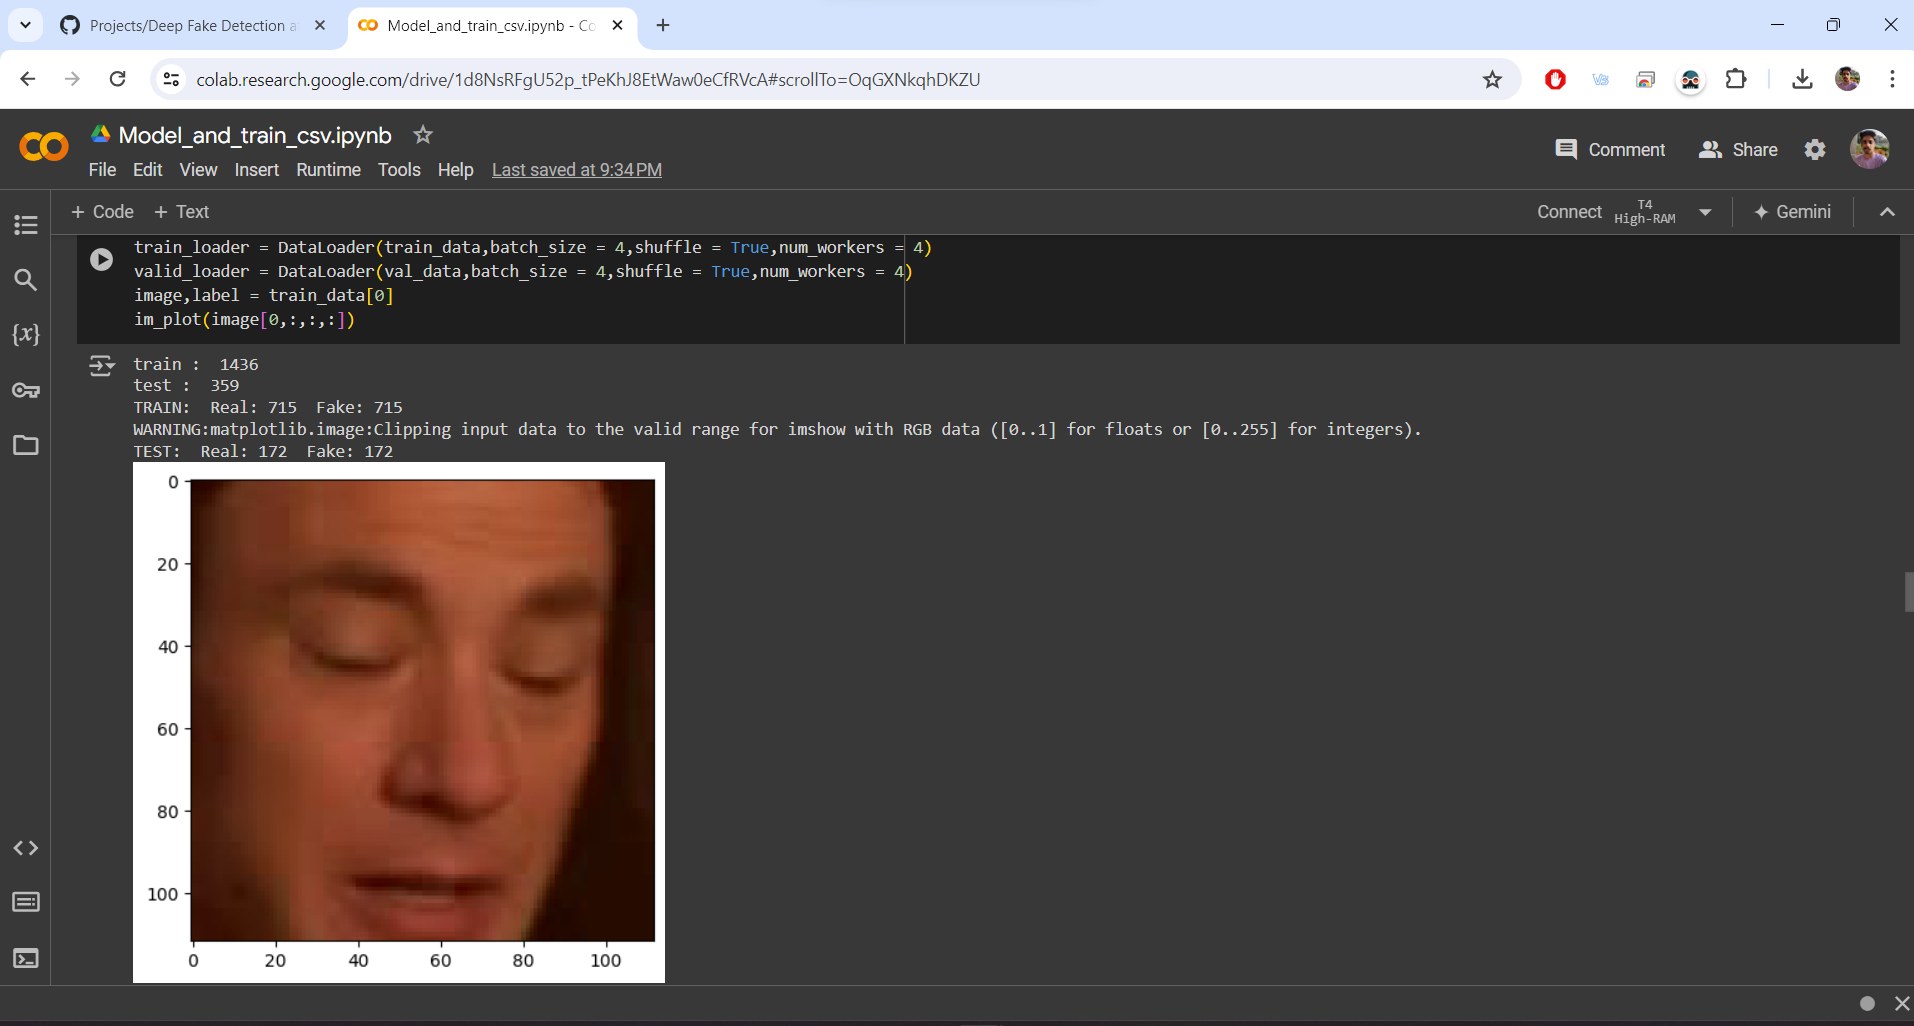 Projects/Deep Fake Detection a
Model_and_train_csv.ipynb - Co
colab.research.google.com/drive/1d8NsRFgU52p_tPeKhJ8EtWaw0eCfRVcA#scrollTo=OqGXNkqhDKZU
Model_and_train_csv.ipynb
Comment
Share
File Edit View Insert Runtime Tools Help Last saved at 9:34 PM
+ Code + Text
Connect
T4
High-RAM
Gemini
train_loader = DataLoader(train_data,batch_size = 4,shuffle = True,num_workers = 4)
valid_loader = DataLoader(val_data,batch_size = 4,shuffle = True,num_workers = 4)
image,label = train_data[0]
im_plot(image[0,:,:,:])
train :  1436
test :  359
TRAIN:  Real: 715  Fake: 715
WARNING:matplotlib.image:Clipping input data to the valid range for imshow with RGB data ([0..1] for floats or [0..255] for integers).
TEST:  Real: 172  Fake: 172
0
20
40
60
80
100
0 20 40 60 80 100